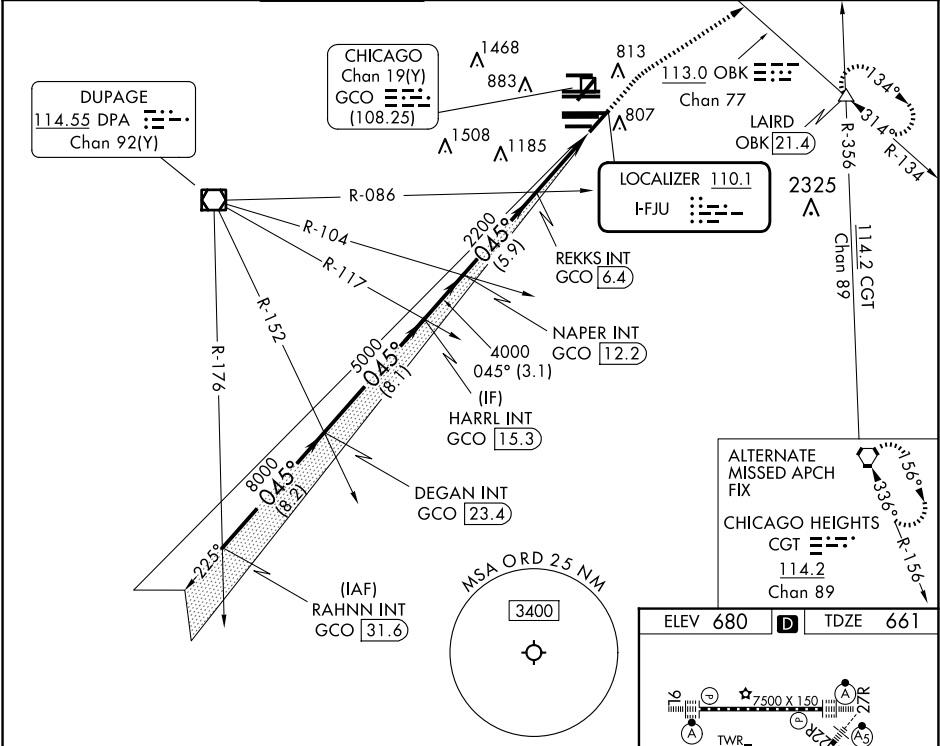 DUPAGE
114.55 DPA
Chan 92(Y)
CHICAGO
Chan 19(Y)
GCO
(108.25)
1468
883
1508
1185
813
807
113.0 OBK
Chan 77
LAIRD
OBK 21.4
134°
314°
R-134
R-356
2325
114.2 CGT
Chan 89
LOCALIZER 110.1
I-FJU
R-086
R-104
R-117
R-152
R-176
2200
045°
(5.9)
REKKS INT
GCO 6.4
NAPER INT
GCO 12.2
4000
045° (3.1)
5000
045°
(8.1)
(IF)
HARRL INT
GCO 15.3
8000
045°
(8.2)
DEGAN INT
GCO 23.4
225°
(IAF)
RAHNN INT
GCO 31.6
MSA ORD 25 NM
3400
ALTERNATE
MISSED APCH
FIX
CHICAGO HEIGHTS
CGT
114.2
Chan 89
156°
336°
R-156
ELEV 680 D TDZE 661
9L
P
7500 X 150
A
27R
A
P
22R
A5
TWR